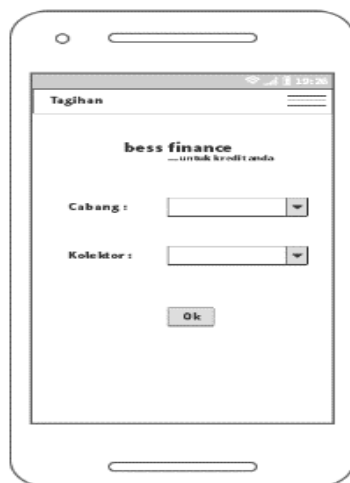 19:26
Tagihan
bess finance
...untuk kredit anda
Cabang :
Kolektor :
Ok